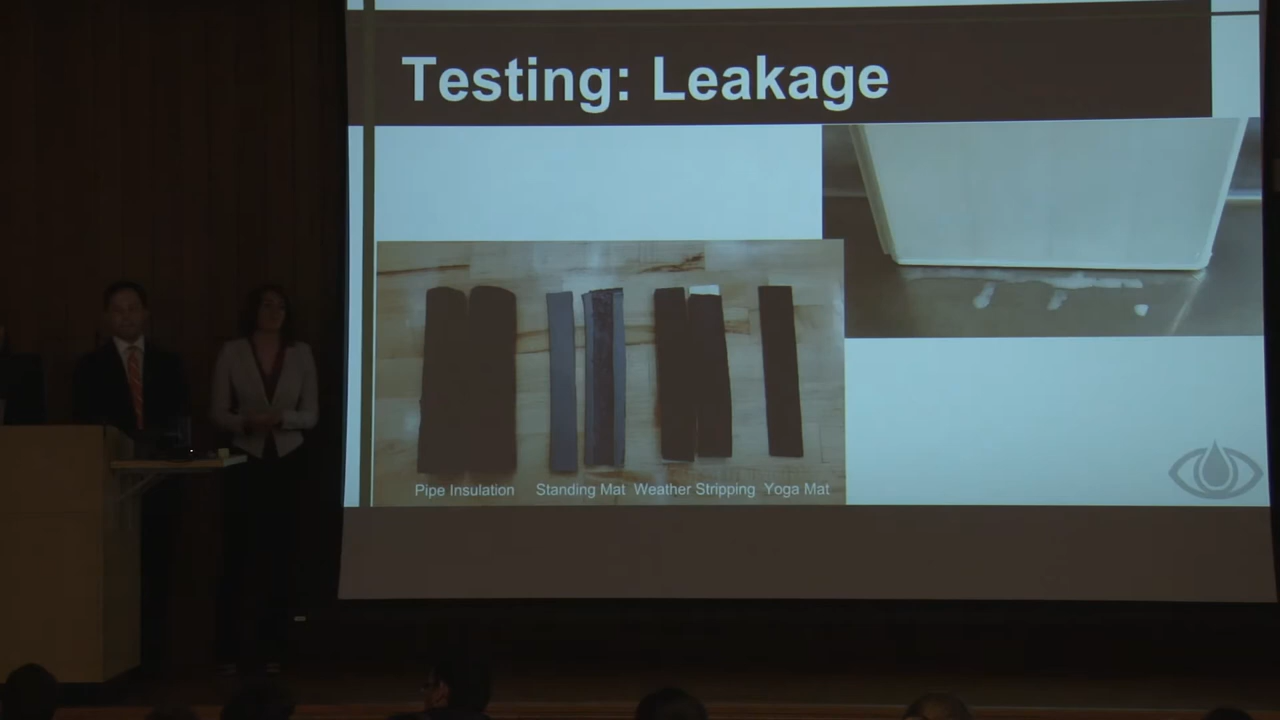 Testing: Leakage
Pipe Insulation Standing Mat Weather Stripping Yoga Mat